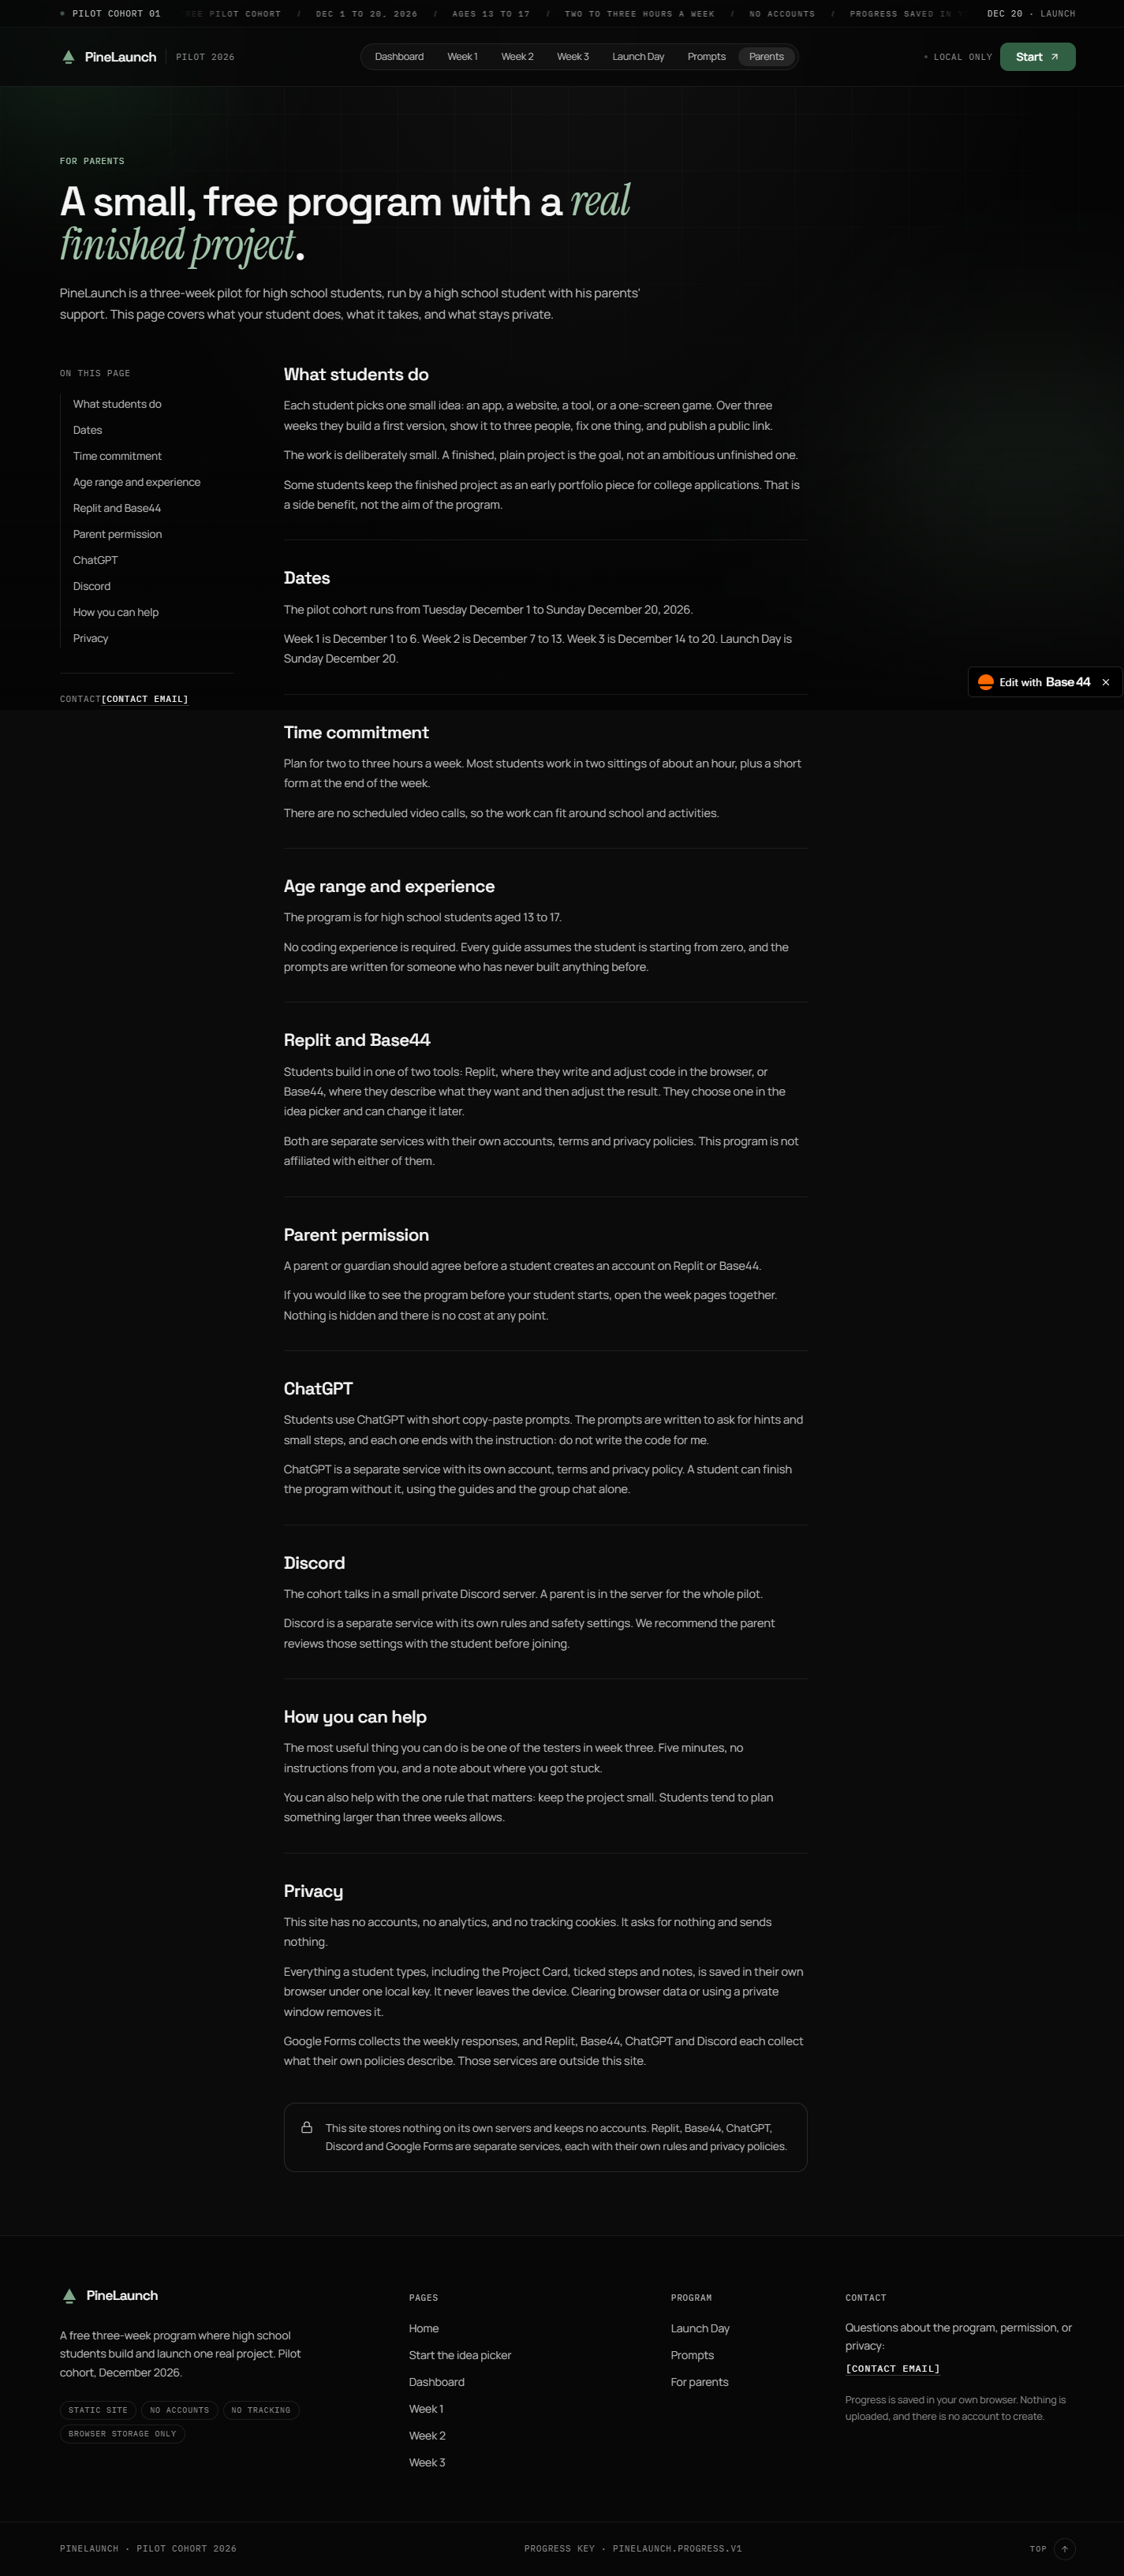 PILOT COHORT 01
PILOT COHORT / DEC 1 TO 20, 2026 / AGES 13 TO 17 / TWO TO THREE HOURS A WEEK / NO ACCOUNTS / PROGRESS SAVED IN
DEC 20 · LAUNCH
PineLaunch
PILOT 2026
Dashboard
Week 1
Week 2
Week 3
Launch Day
Prompts
Parents
LOCAL ONLY
Start
FOR PARENTS
A small, free program with a real
finished project.
PineLaunch is a three-week pilot for high school students, run by a high school student with his parents'
support. This page covers what your student does, what it takes, and what stays private.
ON THIS PAGE
What students do
Dates
Time commitment
Age range and experience
Replit and Base44
Parent permission
ChatGPT
Discord
How you can help
Privacy
CONTACT[CONTACT EMAIL]
What students do
Each student picks one small idea: an app, a website, a tool, or a one-screen game. Over three
weeks they build a first version, show it to three people, fix one thing, and publish a public link.
The work is deliberately small. A finished, plain project is the goal, not an ambitious unfinished one.
Some students keep the finished project as an early portfolio piece for college applications. That is
a side benefit, not the aim of the program.
Dates
The pilot cohort runs from Tuesday December 1 to Sunday December 20, 2026.
Week 1 is December 1 to 6. Week 2 is December 7 to 13. Week 3 is December 14 to 20. Launch Day is
Sunday December 20.
Edit with Base44
Time commitment
Plan for two to three hours a week. Most students work in two sittings of about an hour, plus a short
form at the end of the week.
There are no scheduled video calls, so the work can fit around school and activities.
Age range and experience
The program is for high school students aged 13 to 17.
No coding experience is required. Every guide assumes the student is starting from zero, and the
prompts are written for someone who has never built anything before.
Replit and Base44
Students build in one of two tools: Replit, where they write and adjust code in the browser, or
Base44, where they describe what they want and then adjust the result. They choose one in the
idea picker and can change it later.
Both are separate services with their own accounts, terms and privacy policies. This program is not
affiliated with either of them.
Parent permission
A parent or guardian should agree before a student creates an account on Replit or Base44.
If you would like to see the program before your student starts, open the week pages together.
Nothing is hidden and there is no cost at any point.
ChatGPT
Students use ChatGPT with short copy-paste prompts. The prompts are written to ask for hints and
small steps, and each one ends with the instruction: do not write the code for me.
ChatGPT is a separate service with its own account, terms and privacy policy. A student can finish
the program without it, using the guides and the group chat alone.
Discord
The cohort talks in a small private Discord server. A parent is in the server for the whole pilot.
Discord is a separate service with its own rules and safety settings. We recommend the parent
reviews those settings with the student before joining.
How you can help
The most useful thing you can do is be one of the testers in week three. Five minutes, no
instructions from you, and a note about where you got stuck.
You can also help with the one rule that matters: keep the project small. Students tend to plan
something larger than three weeks allows.
Privacy
This site has no accounts, no analytics, and no tracking cookies. It asks for nothing and sends
nothing.
Everything a student types, including the Project Card, ticked steps and notes, is saved in their own
browser under one local key. It never leaves the device. Clearing browser data or using a private
window removes it.
Google Forms collects the weekly responses, and Replit, Base44, ChatGPT and Discord each collect
what their own policies describe. Those services are outside this site.
This site stores nothing on its own servers and keeps no accounts. Replit, Base44, ChatGPT,
Discord and Google Forms are separate services, each with their own rules and privacy policies.
PineLaunch
A free three-week program where high school
students build and launch one real project. Pilot
cohort, December 2026.
STATIC SITE
NO ACCOUNTS
NO TRACKING
BROWSER STORAGE ONLY
PAGES
Home
Start the idea picker
Dashboard
Week 1
Week 2
Week 3
PROGRAM
Launch Day
Prompts
For parents
CONTACT
Questions about the program, permission, or
privacy:
[CONTACT EMAIL]
Progress is saved in your own browser. Nothing is
uploaded, and there is no account to create.
PINELAUNCH · PILOT COHORT 2026
PROGRESS KEY · PINELAUNCH.PROGRESS.V1
TOP